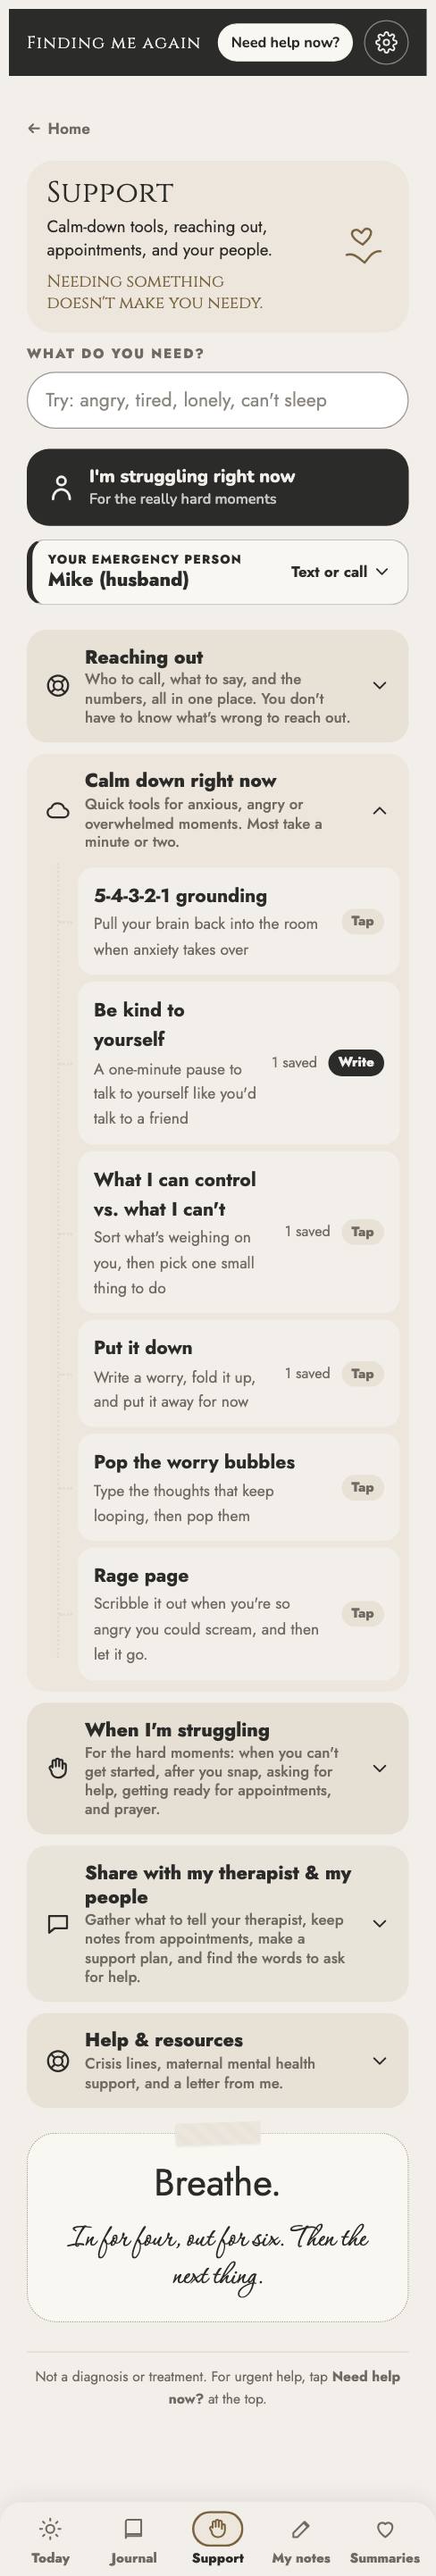 Finding me again
Need help now?
← Home
Support
Calm-down tools, reaching out,
appointments, and your people.
Needing something
doesn't make you needy.
WHAT DO YOU NEED?
Try: angry, tired, lonely, can't sleep
I'm struggling right now
For the really hard moments
YOUR EMERGENCY PERSON
Mike (husband)
Text or call
Reaching out
Who to call, what to say, and the
numbers, all in one place. You don't
have to know what's wrong to reach out.
Calm down right now
Quick tools for anxious, angry or
overwhelmed moments. Most take a
minute or two.
5-4-3-2-1 grounding
Pull your brain back into the room
when anxiety takes over
Tap
Be kind to
yourself
A one-minute pause to
talk to yourself like you'd
talk to a friend
1 saved
Write
What I can control
vs. what I can't
Sort what's weighing on
you, then pick one small
thing to do
1 saved
Tap
Put it down
Write a worry, fold it up,
and put it away for now
1 saved
Tap
Pop the worry bubbles
Type the thoughts that keep
looping, then pop them
Tap
Rage page
Scribble it out when you're so
angry you could scream, and then
let it go.
Tap
When I'm struggling
For the hard moments: when you can't
get started, after you snap, asking for
help, getting ready for appointments,
and prayer.
Share with my therapist & my
people
Gather what to tell your therapist, keep
notes from appointments, make a
support plan, and find the words to ask
for help.
Help & resources
Crisis lines, maternal mental health
support, and a letter from me.
Breathe.
In for four, out for six. Then the
next thing.
Not a diagnosis or treatment. For urgent help, tap Need help
now? at the top.
Today
Journal
Support
My notes
Summaries